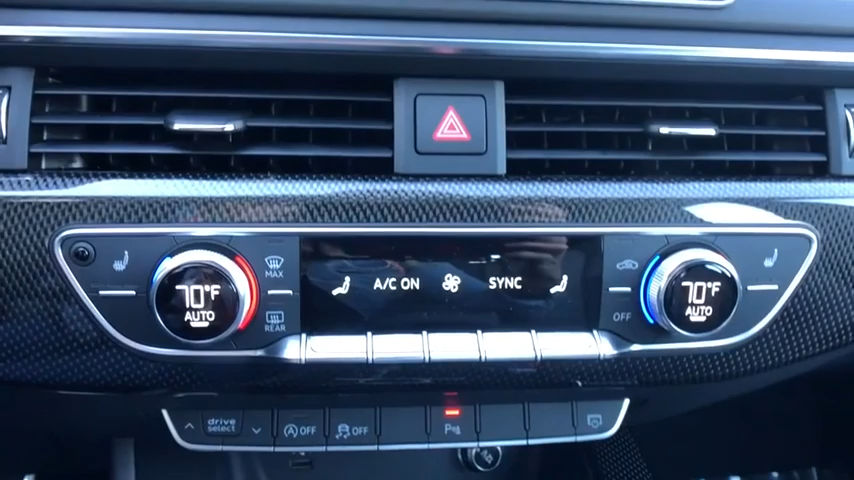 MAX
REAR
70°F
AUTO
A/C ON
SYNC
OFF
70°F
AUTO
drive
select
A OFF
OFF
P